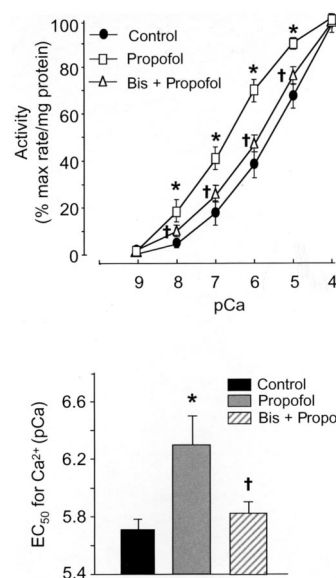 100
80
60
40
20
0
Activity
(% max rate/mg protein)
Control
Propofol
Bis + Propofol
* * * *
† † † †
9 8 7 6 5 4
pCa
6.6
6.2
5.8
5.4
EC50 for Ca2+ (pCa)
Control
Propofol
Bis + Propo
*
†